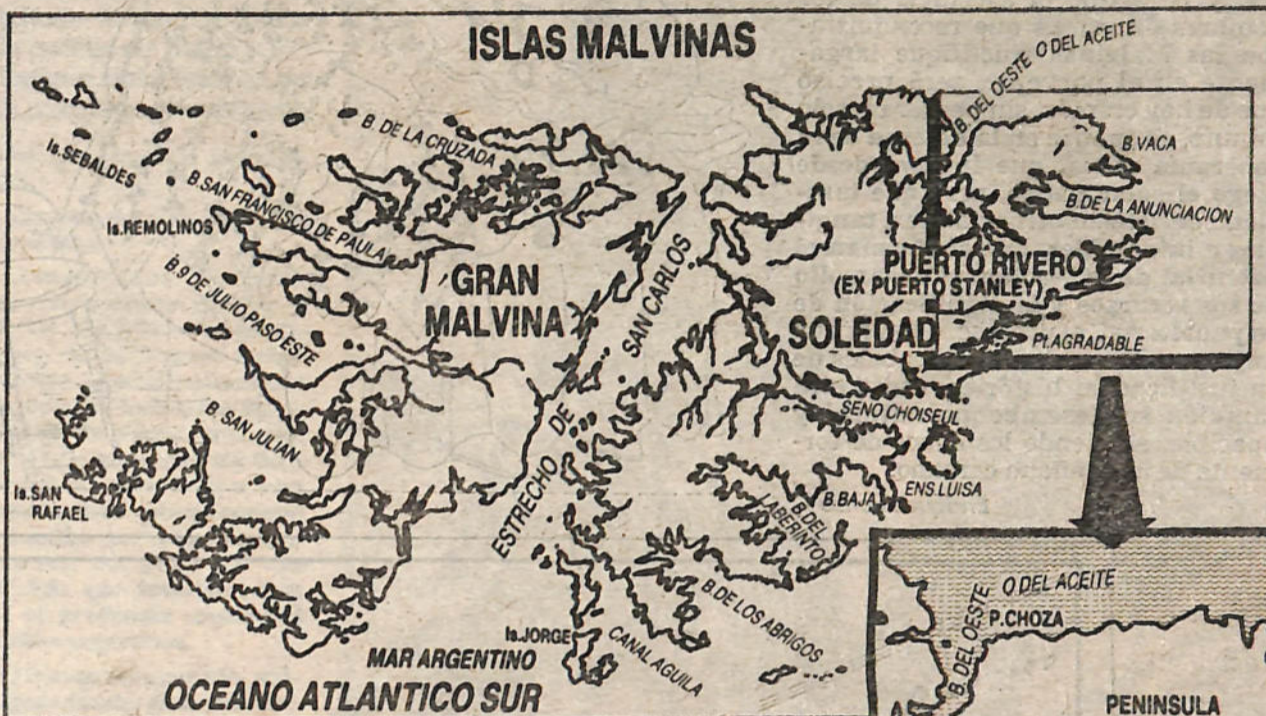 ISLAS MALVINAS
B. DEL OESTE O DEL ACEITE
B. DE LA CRUZADA
Is. SEBALDES
B. SAN FRANCISCO DE PAULA
Is. REMOLINOS
B. 9 DE JULIO PASO ESTE
GRAN
MALVINA
B. SAN JULIAN
Is. SAN
RAFAEL
ESTRECHO DE SAN CARLOS
B. VACA
B. DE LA ANUNCIACION
PUERTO RIVERO
(EX PUERTO STANLEY)
SOLEDAD
Pt. AGRADABLE
SENO CHOISEUL
ENS. LUISA
B. BAJA
B. DEL
LABERINTO
B. DE LOS ABRIGOS
Is. JORGE
CANAL AGUILA
MAR ARGENTINO
OCEANO ATLANTICO SUR
B. DEL OESTE O DEL ACEITE
P. CHOZA
PENINSULA